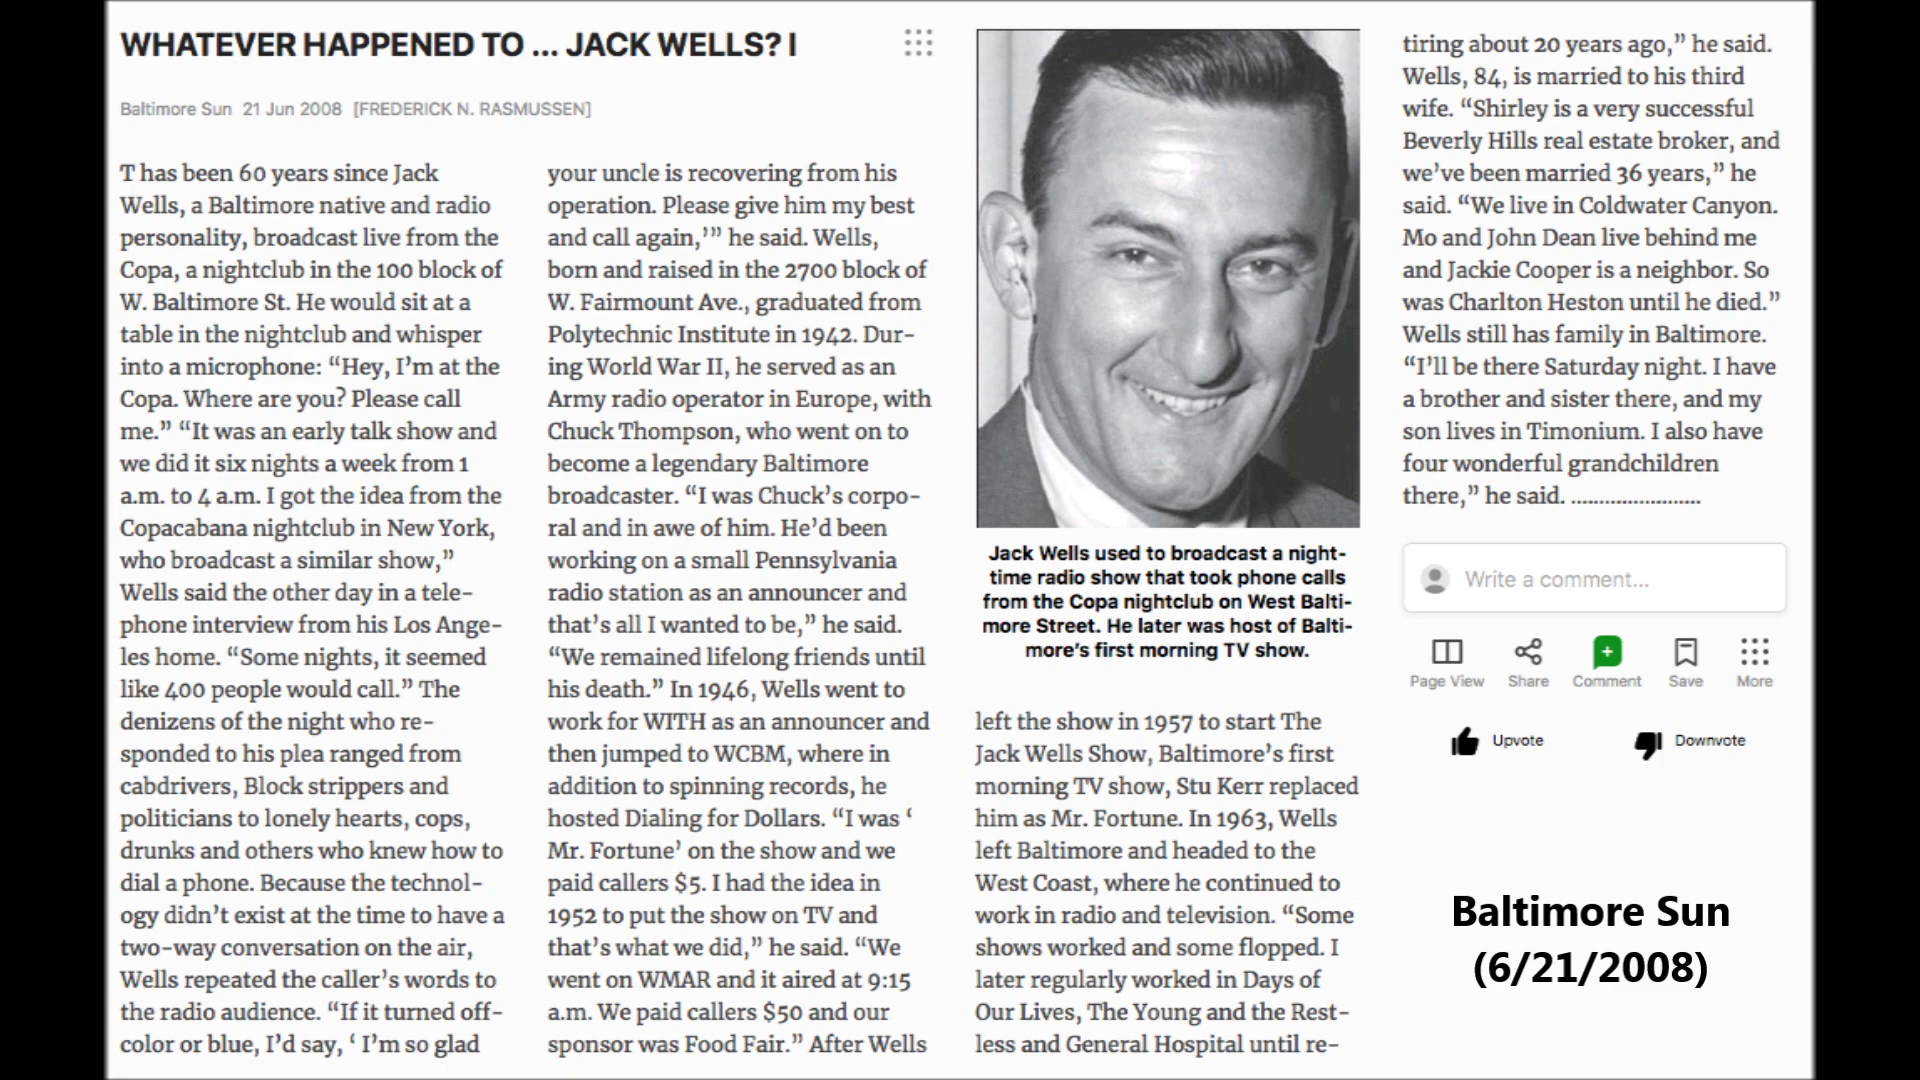 WHATEVER HAPPENED TO ... JACK WELLS? I
Baltimore Sun 21 Jun 2008 [FREDERICK N. RASMUSSEN]
T has been 60 years since Jack
Wells, a Baltimore native and radio
personality, broadcast live from the
Copa, a nightclub in the 100 block of
W. Baltimore St. He would sit at a
table in the nightclub and whisper
into a microphone: “Hey, I’m at the
Copa. Where are you? Please call
me.” “It was an early talk show and
we did it six nights a week from 1
a.m. to 4 a.m. I got the idea from the
Copacabana nightclub in New York,
who broadcast a similar show,”
Wells said the other day in a tele-
phone interview from his Los Ange-
les home. “Some nights, it seemed
like 400 people would call.” The
denizens of the night who re-
sponded to his plea ranged from
cabdrivers, Block strippers and
politicians to lonely hearts, cops,
drunks and others who knew how to
dial a phone. Because the technol-
ogy didn’t exist at the time to have a
two-way conversation on the air,
Wells repeated the caller’s words to
the radio audience. “If it turned off-
color or blue, I’d say, ‘ I’m so glad
your uncle is recovering from his
operation. Please give him my best
and call again,’” he said. Wells,
born and raised in the 2700 block of
W. Fairmount Ave., graduated from
Polytechnic Institute in 1942. Dur-
ing World War II, he served as an
Army radio operator in Europe, with
Chuck Thompson, who went on to
become a legendary Baltimore
broadcaster. “I was Chuck’s corpo-
ral and in awe of him. He’d been
working on a small Pennsylvania
radio station as an announcer and
that’s all I wanted to be,” he said.
“We remained lifelong friends until
his death.” In 1946, Wells went to
work for WITH as an announcer and
then jumped to WCBM, where in
addition to spinning records, he
hosted Dialing for Dollars. “I was ‘
Mr. Fortune’ on the show and we
paid callers $5. I had the idea in
1952 to put the show on TV and
that’s what we did,” he said. “We
went on WMAR and it aired at 9:15
a.m. We paid callers $50 and our
sponsor was Food Fair.” After Wells
Jack Wells used to broadcast a night-
time radio show that took phone calls
from the Copa nightclub on West Balti-
more Street. He later was host of Balti-
more’s first morning TV show.
left the show in 1957 to start The
Jack Wells Show, Baltimore’s first
morning TV show, Stu Kerr replaced
him as Mr. Fortune. In 1963, Wells
left Baltimore and headed to the
West Coast, where he continued to
work in radio and television. “Some
shows worked and some flopped. I
later regularly worked in Days of
Our Lives, The Young and the Rest-
less and General Hospital until re-
tiring about 20 years ago,” he said.
Wells, 84, is married to his third
wife. “Shirley is a very successful
Beverly Hills real estate broker, and
we’ve been married 36 years,” he
said. “We live in Coldwater Canyon.
Mo and John Dean live behind me
and Jackie Cooper is a neighbor. So
was Charlton Heston until he died.”
Wells still has family in Baltimore.
“I’ll be there Saturday night. I have
a brother and sister there, and my
son lives in Timonium. I also have
four wonderful grandchildren
there,” he said. .......................
Write a comment...
Page View Share Comment Save More
Upvote Downvote
Baltimore Sun
(6/21/2008)